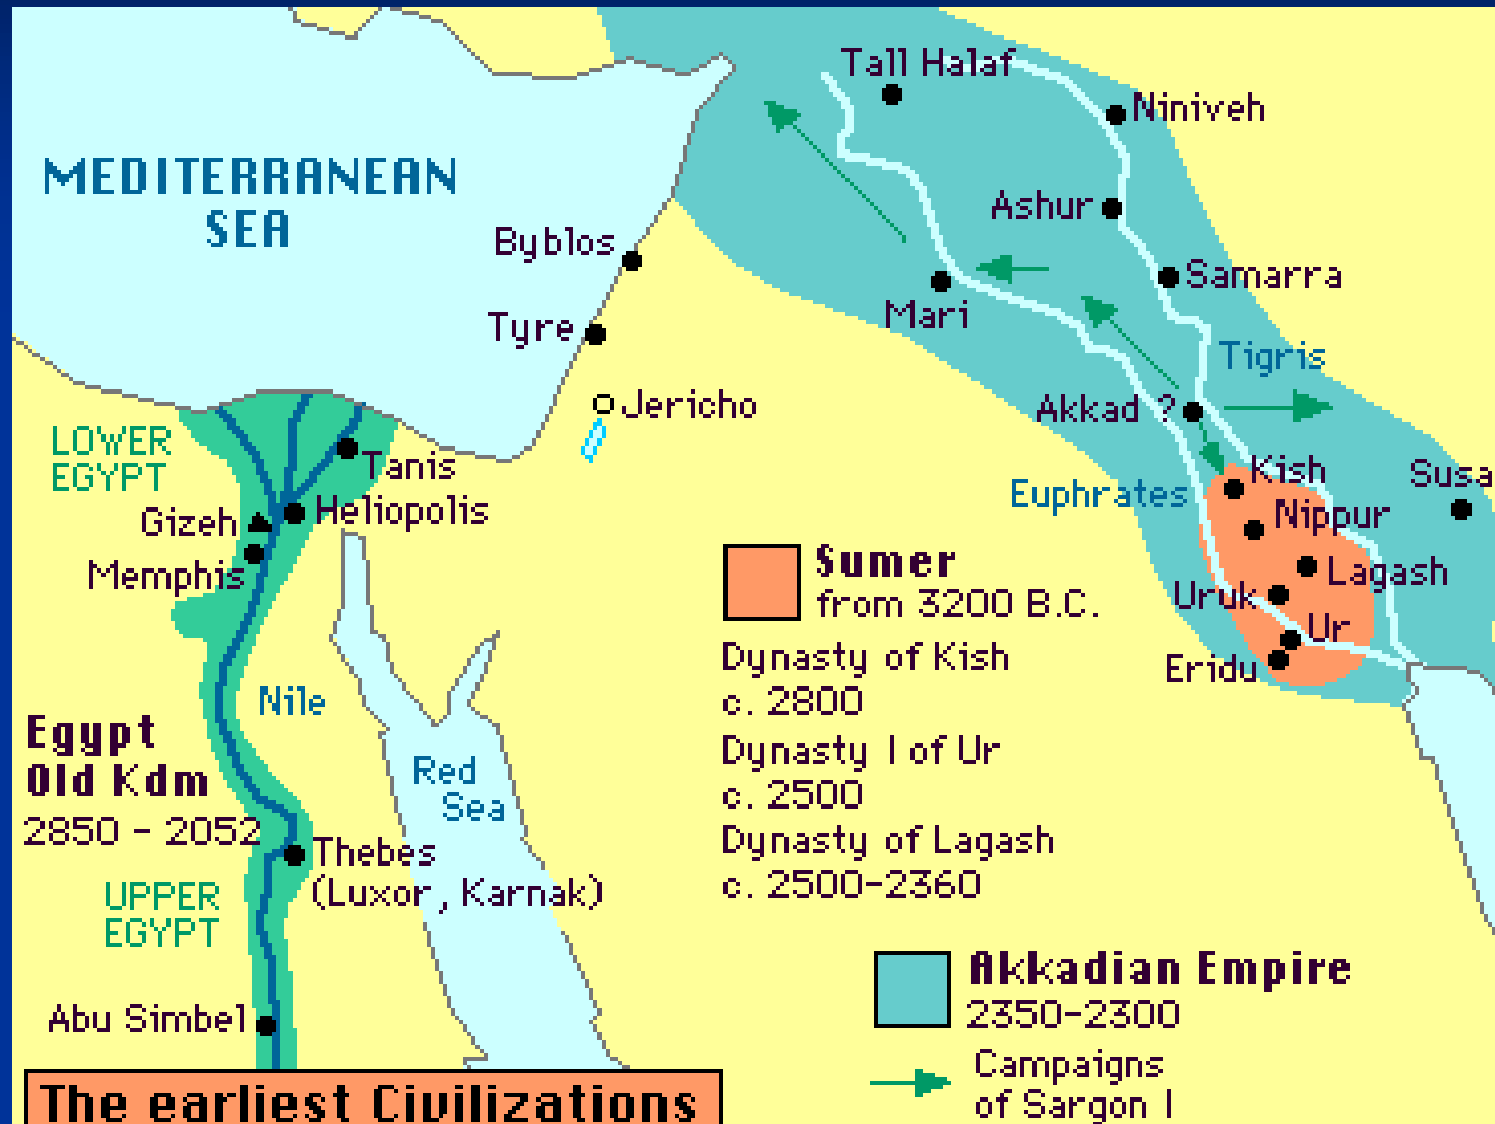 Tall Halaf
Niniveh
MEDITERRANEAN
SEA
Ashur
Byblos
Samarra
Mari
Tyre
Tigris
Jericho
Akkad ?
LOWER
EGYPT
Tanis
Kish
Susa
Euphrates
Gizeh
Heliopolis
Nippur
Memphis
Sumer
from 3200 B.C.
Lagash
Uruk
Ur
Eridu
Dynasty of Kish
c. 2800
Nile
Egypt
Old Kdm
2850 - 2052
Red
Sea
Dynasty I of Ur
c. 2500
Dynasty of Lagash
c. 2500-2360
Thebes
(Luxor, Karnak)
UPPER
EGYPT
Abu Simbel
Akkadian Empire
2350-2300
Campaigns
of Sargon I
The earliest Civilizations